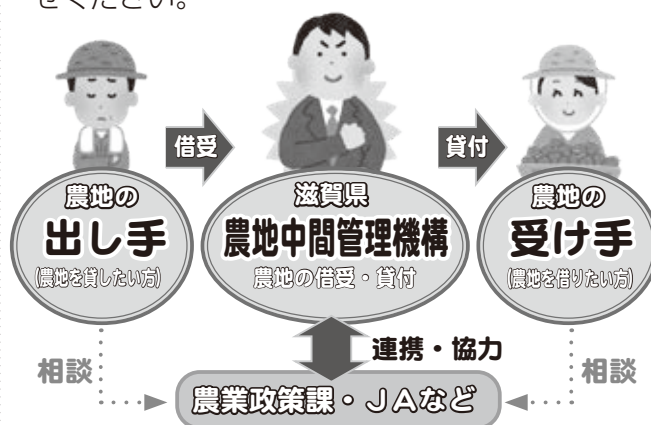 せください。
借受
貸付
農地の
出し手
(農地を貸したい方)
滋賀県
農地中間管理機構
農地の借受・貸付
農地の
受け手
(農地を借りたい方)
連携・協力
相談
相談
農業政策課・ＪＡなど